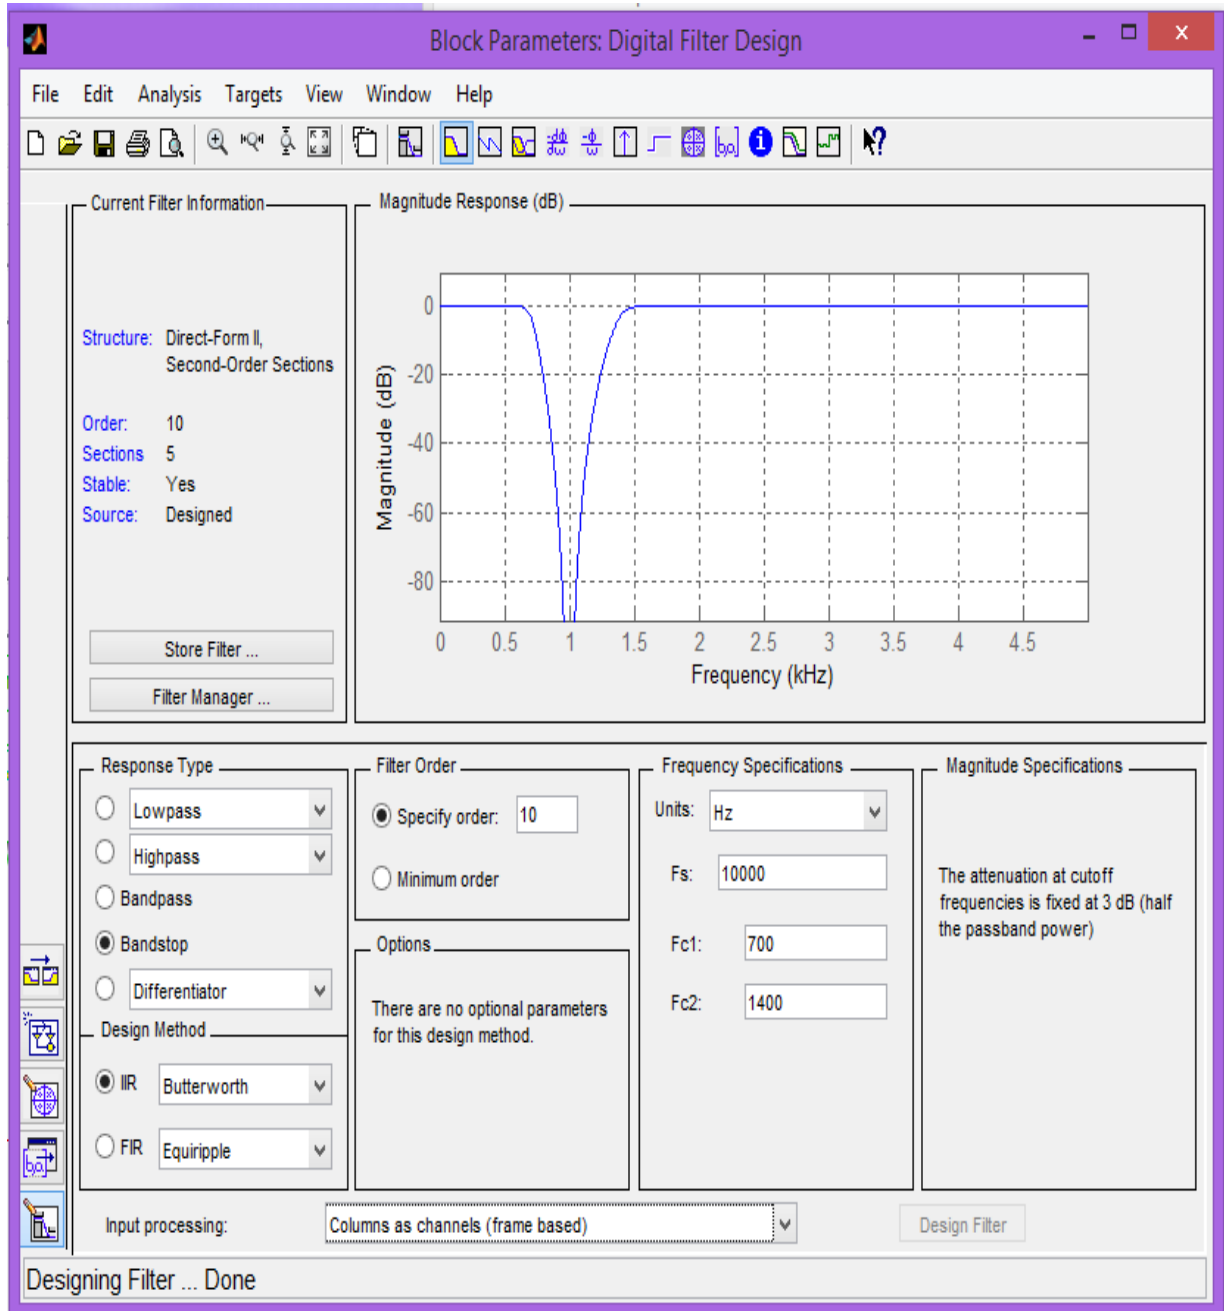 Block Parameters: Digital Filter Design
File Edit Analysis Targets View Window Help
Current Filter Information
Structure: Direct-Form II,
Second-Order Sections
Order: 10
Sections 5
Stable: Yes
Source: Designed
Store Filter ...
Filter Manager ...
Magnitude Response (dB)
Magnitude (dB)
0
-20
-40
-60
-80
0 0.5 1 1.5 2 2.5 3 3.5 4 4.5
Frequency (kHz)
Response Type
Lowpass
Highpass
Bandpass
Bandstop
Differentiator
Design Method
IIR Butterworth
FIR Equiripple
Filter Order
Specify order: 10
Minimum order
Options
There are no optional parameters
for this design method.
Frequency Specifications
Units: Hz
Fs: 10000
Fc1: 700
Fc2: 1400
Magnitude Specifications
The attenuation at cutoff
frequencies is fixed at 3 dB (half
the passband power)
Input processing: Columns as channels (frame based)
Design Filter
Designing Filter ... Done